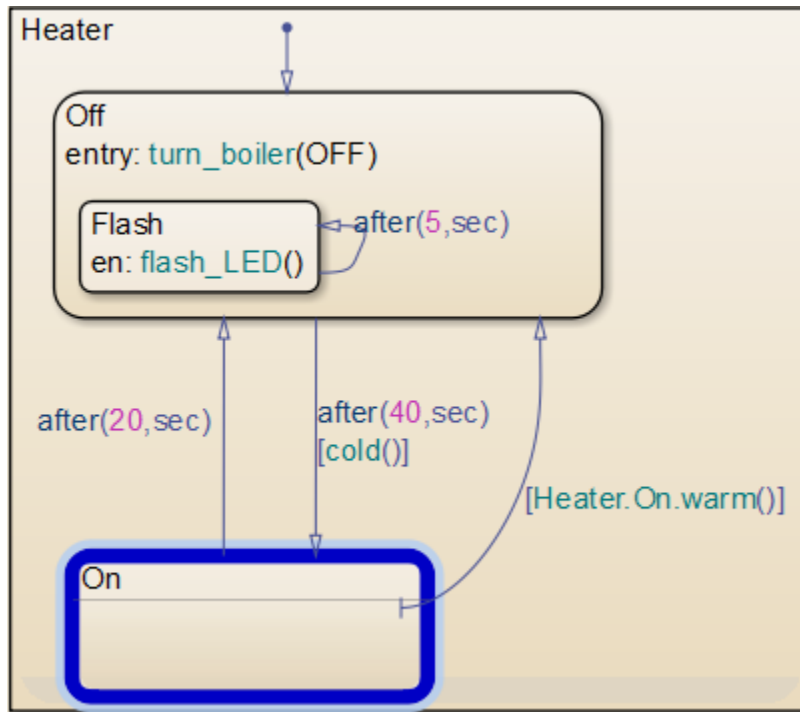 Heater
Off
entry: turn_boiler(OFF)
Flash
en: flash_LED()
after(5,sec)
after(20,sec)
after(40,sec)
[cold()]
[Heater.On.warm()]
On